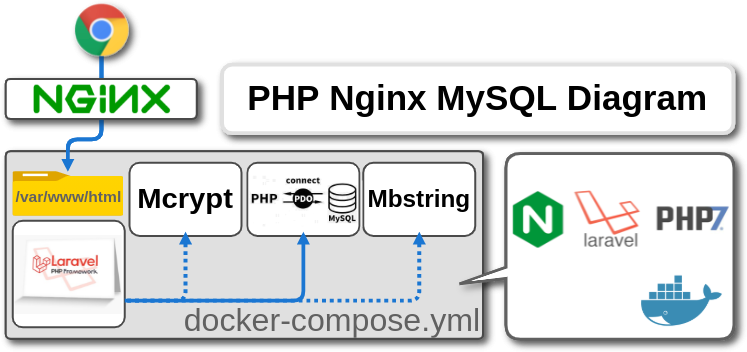 NGINX
PHP Nginx MySQL Diagram
/var/www/html
Mcrypt
connect
PHP
PDO
MySQL
Mbstring
Laravel
PHP Framework
docker-compose.yml
N
laravel
PHP7